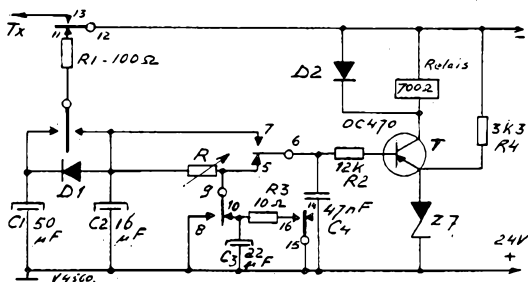 13
Tx
11
12
-
R1-100Ω
D2
Relais
700Ω
OC470
3K3
R4
7
6
T
R
5
12K
R2
D1
9
R3
10Ω
47nF
C4
Z7
C1
50
µF
C2
16
µF
8
10
16
14
15
C3
22
µF
24V
+